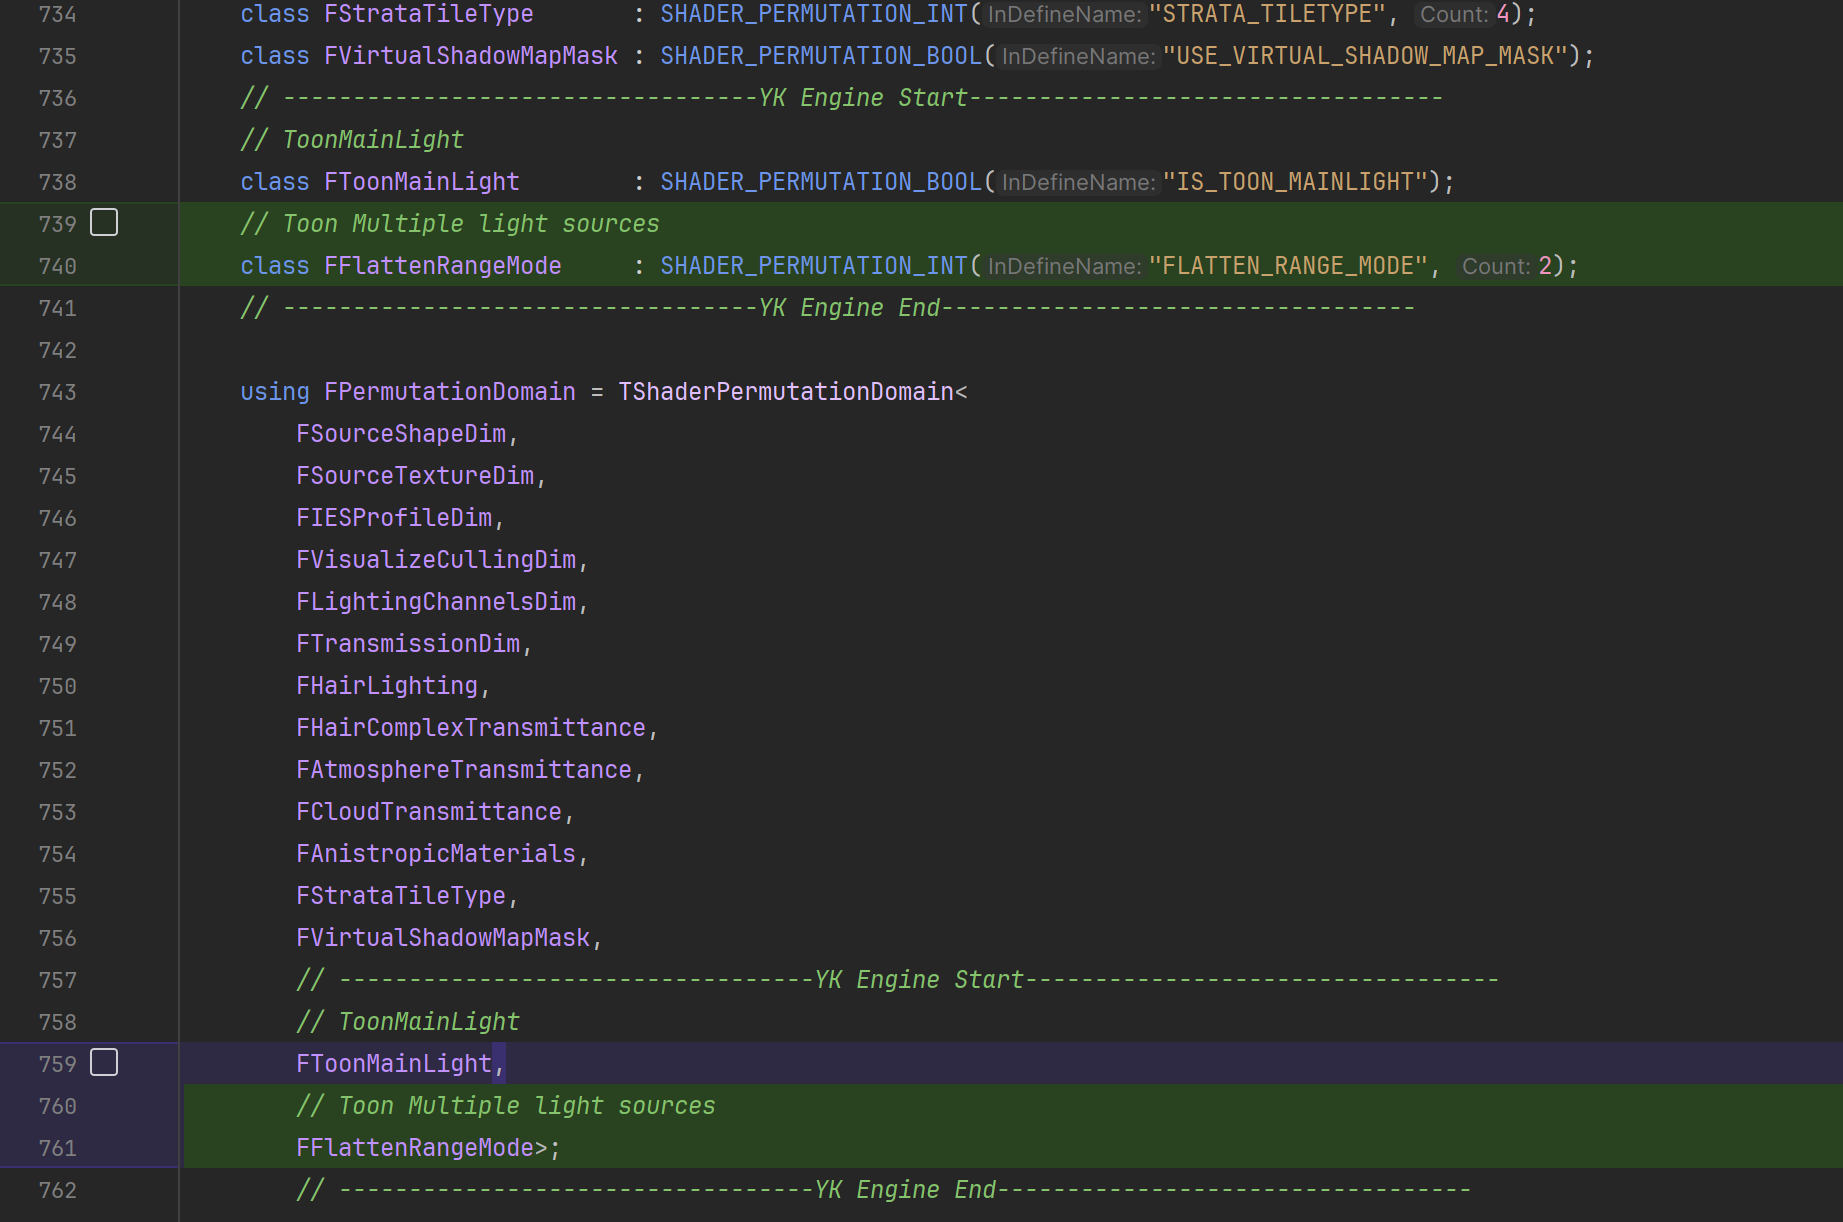 734 class FStrataTileType : SHADER_PERMUTATION_INT(InDefineName: "STRATA_TILETYPE", Count: 4);
735 class FVirtualShadowMapMask : SHADER_PERMUTATION_BOOL(InDefineName: "USE_VIRTUAL_SHADOW_MAP_MASK");
736 // ----------------------------------YK Engine Start----------------------------------
737 // ToonMainLight
738 class FToonMainLight : SHADER_PERMUTATION_BOOL(InDefineName: "IS_TOON_MAINLIGHT");
739 // Toon Multiple light sources
740 class FFlattenRangeMode : SHADER_PERMUTATION_INT(InDefineName: "FLATTEN_RANGE_MODE", Count: 2);
741 // ----------------------------------YK Engine End----------------------------------
742
743 using FPermutationDomain = TShaderPermutationDomain<
744 FSourceShapeDim,
745 FSourceTextureDim,
746 FIESProfileDim,
747 FVisualizeCullingDim,
748 FLightingChannelsDim,
749 FTransmissionDim,
750 FHairLighting,
751 FHairComplexTransmittance,
752 FAtmosphereTransmittance,
753 FCloudTransmittance,
754 FAnistropicMaterials,
755 FStrataTileType,
756 FVirtualShadowMapMask,
757 // ----------------------------------YK Engine Start----------------------------------
758 // ToonMainLight
759 FToonMainLight,
760 // Toon Multiple light sources
761 FFlattenRangeMode>;
762 // ----------------------------------YK Engine End----------------------------------